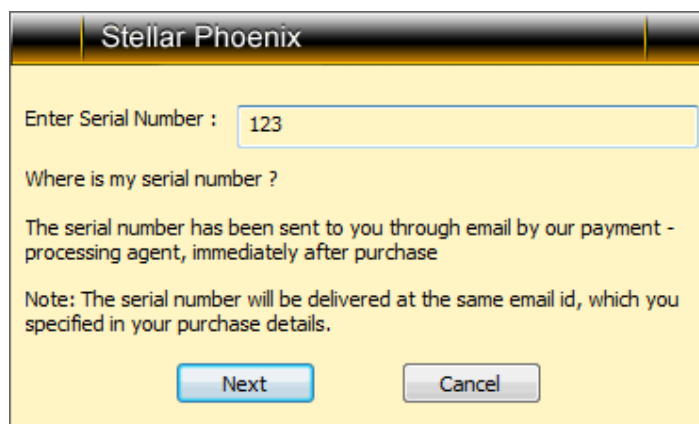 Stellar Phoenix
Enter Serial Number : 123
Where is my serial number ?
The serial number has been sent to you through email by our payment -
processing agent, immediately after purchase
Note: The serial number will be delivered at the same email id, which you
specified in your purchase details.
Next Cancel